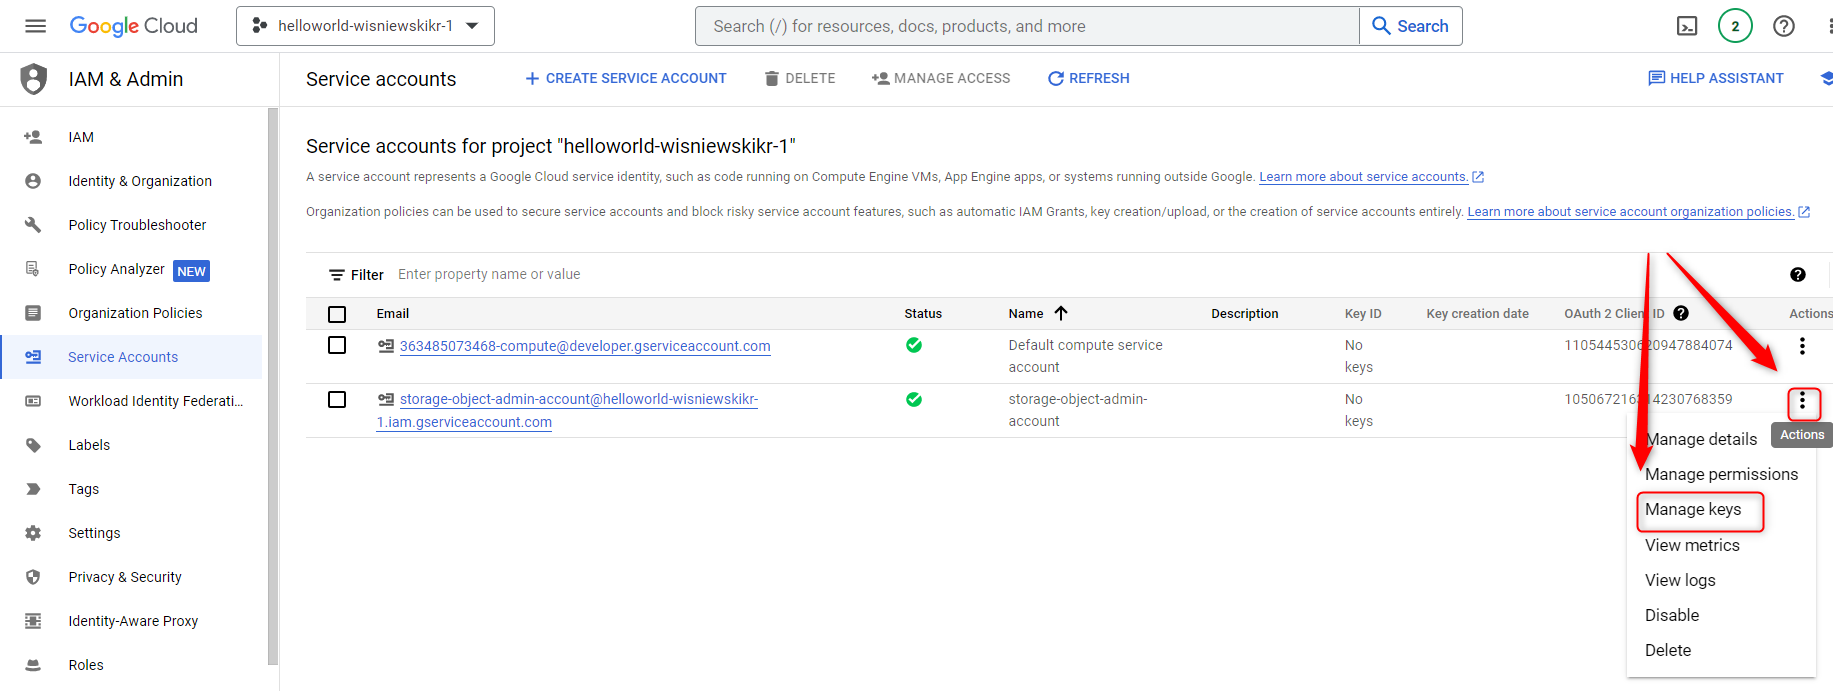 Google Cloud
helloworld-wisniewskikr-1
Search (/) for resources, docs, products, and more
Search
2
IAM & Admin
Service accounts
CREATE SERVICE ACCOUNT
DELETE
MANAGE ACCESS
REFRESH
HELP ASSISTANT
IAM
Identity & Organization
Policy Troubleshooter
Policy Analyzer NEW
Organization Policies
Service Accounts
Workload Identity Federati...
Labels
Tags
Settings
Privacy & Security
Identity-Aware Proxy
Roles
Service accounts for project "helloworld-wisniewskikr-1"
A service account represents a Google Cloud service identity, such as code running on Compute Engine VMs, App Engine apps, or systems running outside Google. Learn more about service accounts.
Organization policies can be used to secure service accounts and block risky service account features, such as automatic IAM Grants, key creation/upload, or the creation of service accounts entirely. Learn more about service account organization policies.
Filter Enter property name or value
Email Status Name Description Key ID Key creation date OAuth 2 Client ID Actions
363485073468-compute@developer.gserviceaccount.com Default compute service No
account keys
storage-object-admin-account@helloworld-wisniewskikr- storage-object-admin- No
1.iam.gserviceaccount.com account keys
Actions
Manage details
Manage permissions
Manage keys
View metrics
View logs
Disable
Delete